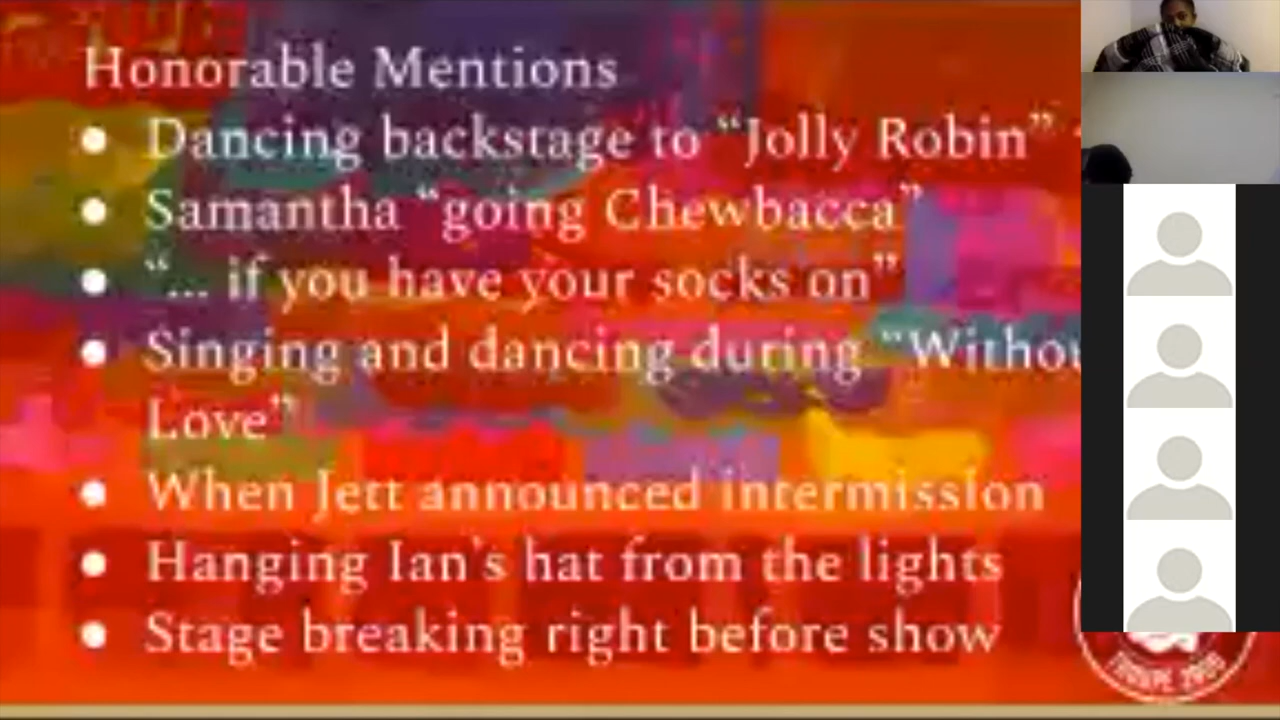 Honorable Mentions
● Dancing backstage to “Jolly Robin”
● Samantha “going Chewbacca”
● “... if you have your socks on”
● Singing and dancing during “Withou
Love”
● When Jett announced intermission
● Hanging Ian's hat from the lights
● Stage breaking right before show
TROUPE